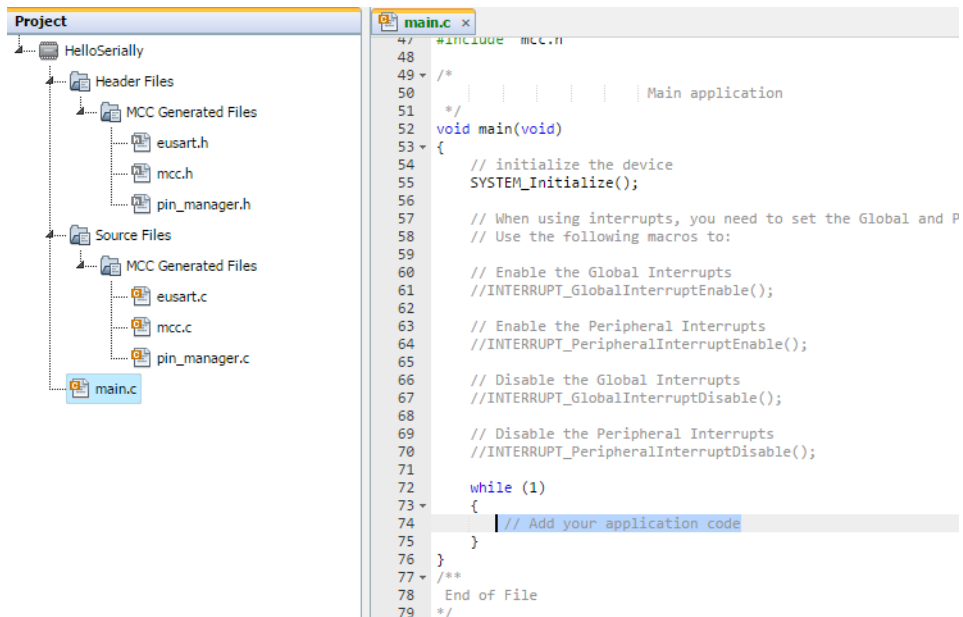 Project
HelloSerially
Header Files
MCC Generated Files
eusart.h
mcc.h
pin_manager.h
Source Files
MCC Generated Files
eusart.c
mcc.c
pin_manager.c
main.c
main.c ×
47 #include "mcc.h"
48
49 /*
50 Main application
51 */
52 void main(void)
53 {
54 // initialize the device
55 SYSTEM_Initialize();
56
57 // When using interrupts, you need to set the Global and P
58 // Use the following macros to:
59
60 // Enable the Global Interrupts
61 //INTERRUPT_GlobalInterruptEnable();
62
63 // Enable the Peripheral Interrupts
64 //INTERRUPT_PeripheralInterruptEnable();
65
66 // Disable the Global Interrupts
67 //INTERRUPT_GlobalInterruptDisable();
68
69 // Disable the Peripheral Interrupts
70 //INTERRUPT_PeripheralInterruptDisable();
71
72 while (1)
73 {
74 // Add your application code
75 }
76 }
77 /**
78 End of File
79 */